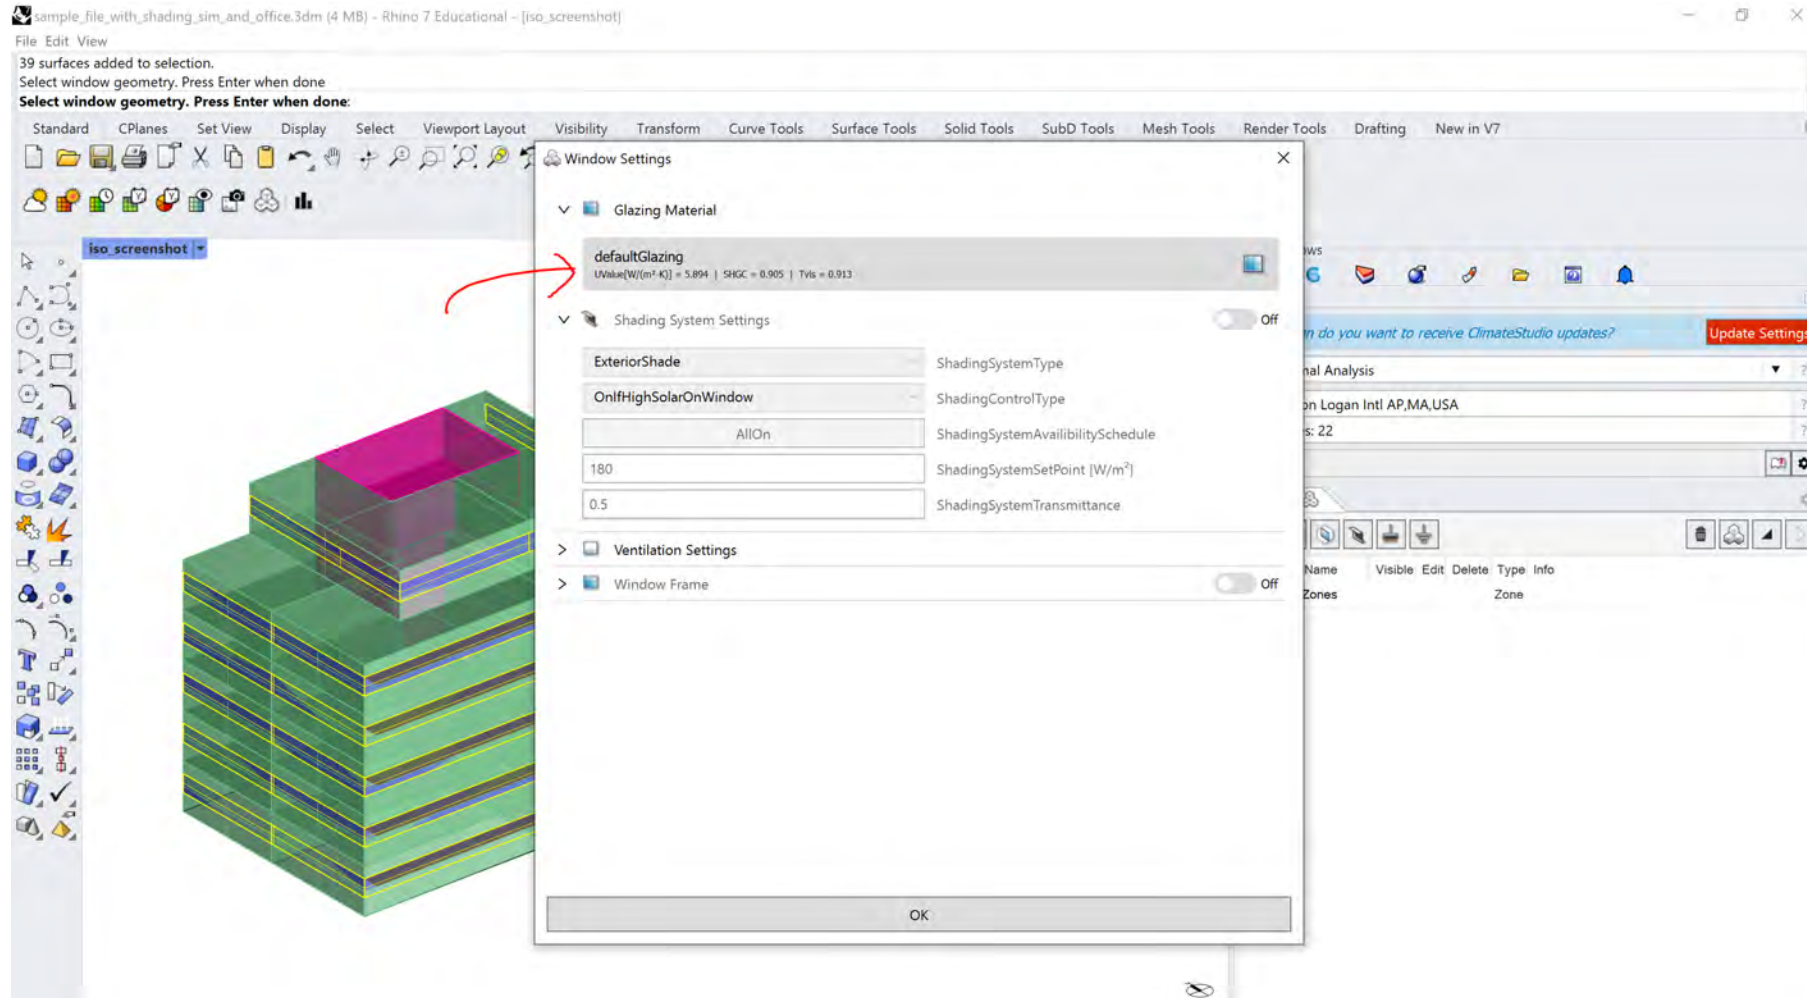 sample_file_with_shading_sim_and_office.3dm (4 MB) - Rhino 7 Educational - [iso_screenshot]
File Edit View
39 surfaces added to selection.
Select window geometry. Press Enter when done
Select window geometry. Press Enter when done:
Standard CPlanes Set View Display Select Viewport Layout Visibility Transform Curve Tools Surface Tools Solid Tools SubD Tools Mesh Tools Render Tools Drafting New in V7
Window Settings
Glazing Material
iso_screenshot
defaultGlazing
UValue[W/(m²·K)] = 5.894 | SHGC = 0.905 | TVis = 0.913
Shading System Settings Off
do you want to receive ClimateStudio updates? Update Settings
ExteriorShade ShadingSystemType
nal Analysis
OnIfHighSolarOnWindow ShadingControlType
on Logan Intl AP,MA,USA
AllOn ShadingSystemAvailibilitySchedule
s: 22
180 ShadingSystemSetPoint [W/m²]
0.5 ShadingSystemTransmittance
Ventilation Settings
Window Frame Off
Name Visible Edit Delete Type Info
Zones Zone
OK